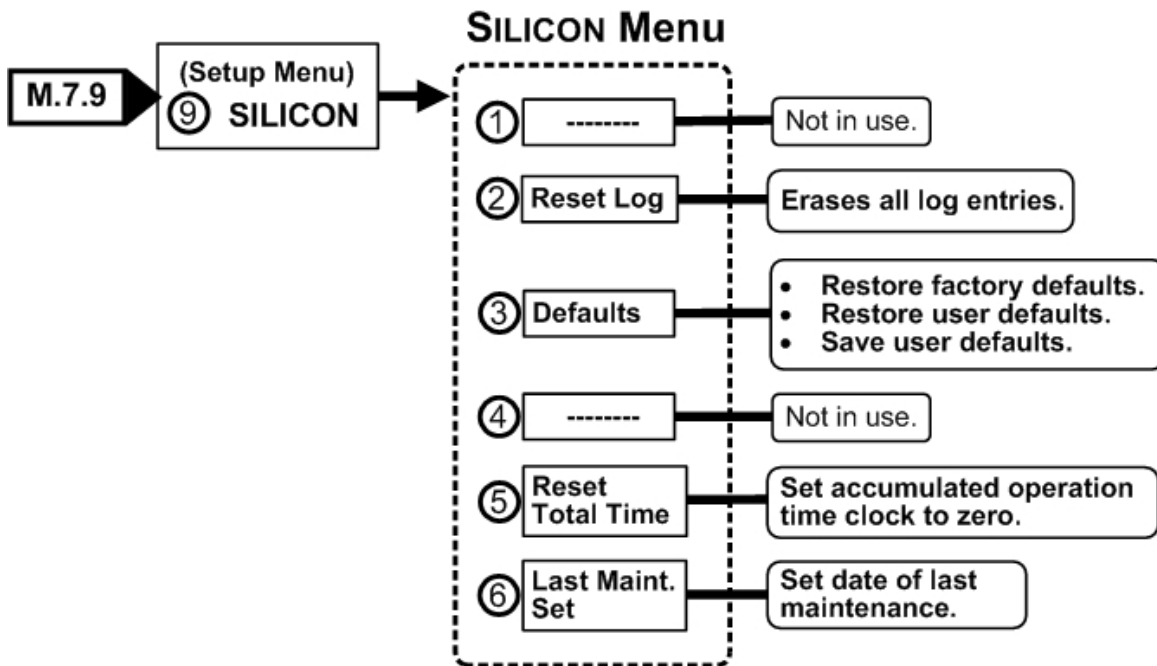 SILICON Menu
M.7.9
(Setup Menu)
⑨ SILICON
① --------
Not in use.
② Reset Log
Erases all log entries.
③ Defaults
• Restore factory defaults.
• Restore user defaults.
• Save user defaults.
④ --------
Not in use.
⑤ Reset
Total Time
Set accumulated operation
time clock to zero.
⑥ Last Maint.
Set
Set date of last
maintenance.